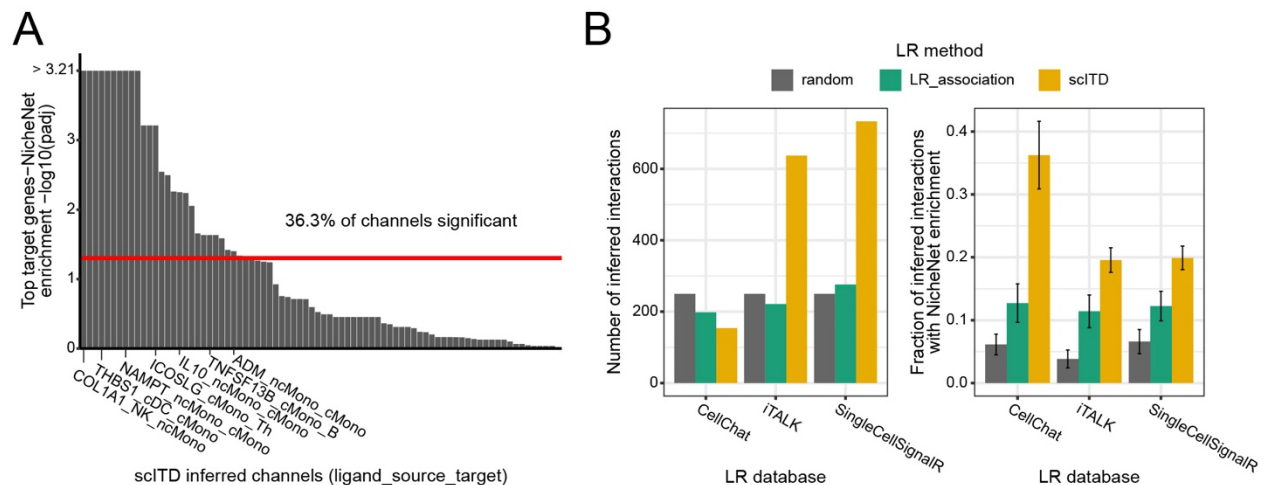 A
Top target genes-NicheNet
enrichment -log10(padj)
> 3.21
3
2
1
0
36.3% of channels significant
COL1A1_NK_ncMono
THBS1_cDC_cMono
NAMPT_ncMono_cMono
ICOSLG_cMono_Th
IL10_ncMono_cMono
TNFSF13B_cMono_B
ADM_ncMono_cMono
scITD inferred channels (ligand_source_target)
B
LR method
random
LR_association
scITD
Number of inferred interactions
600
400
200
0
CellChat
iTALK
SingleCellSignalR
LR database
Fraction of inferred interactions
with NicheNet enrichment
0.4
0.3
0.2
0.1
0.0
CellChat
iTALK
SingleCellSignalR
LR database